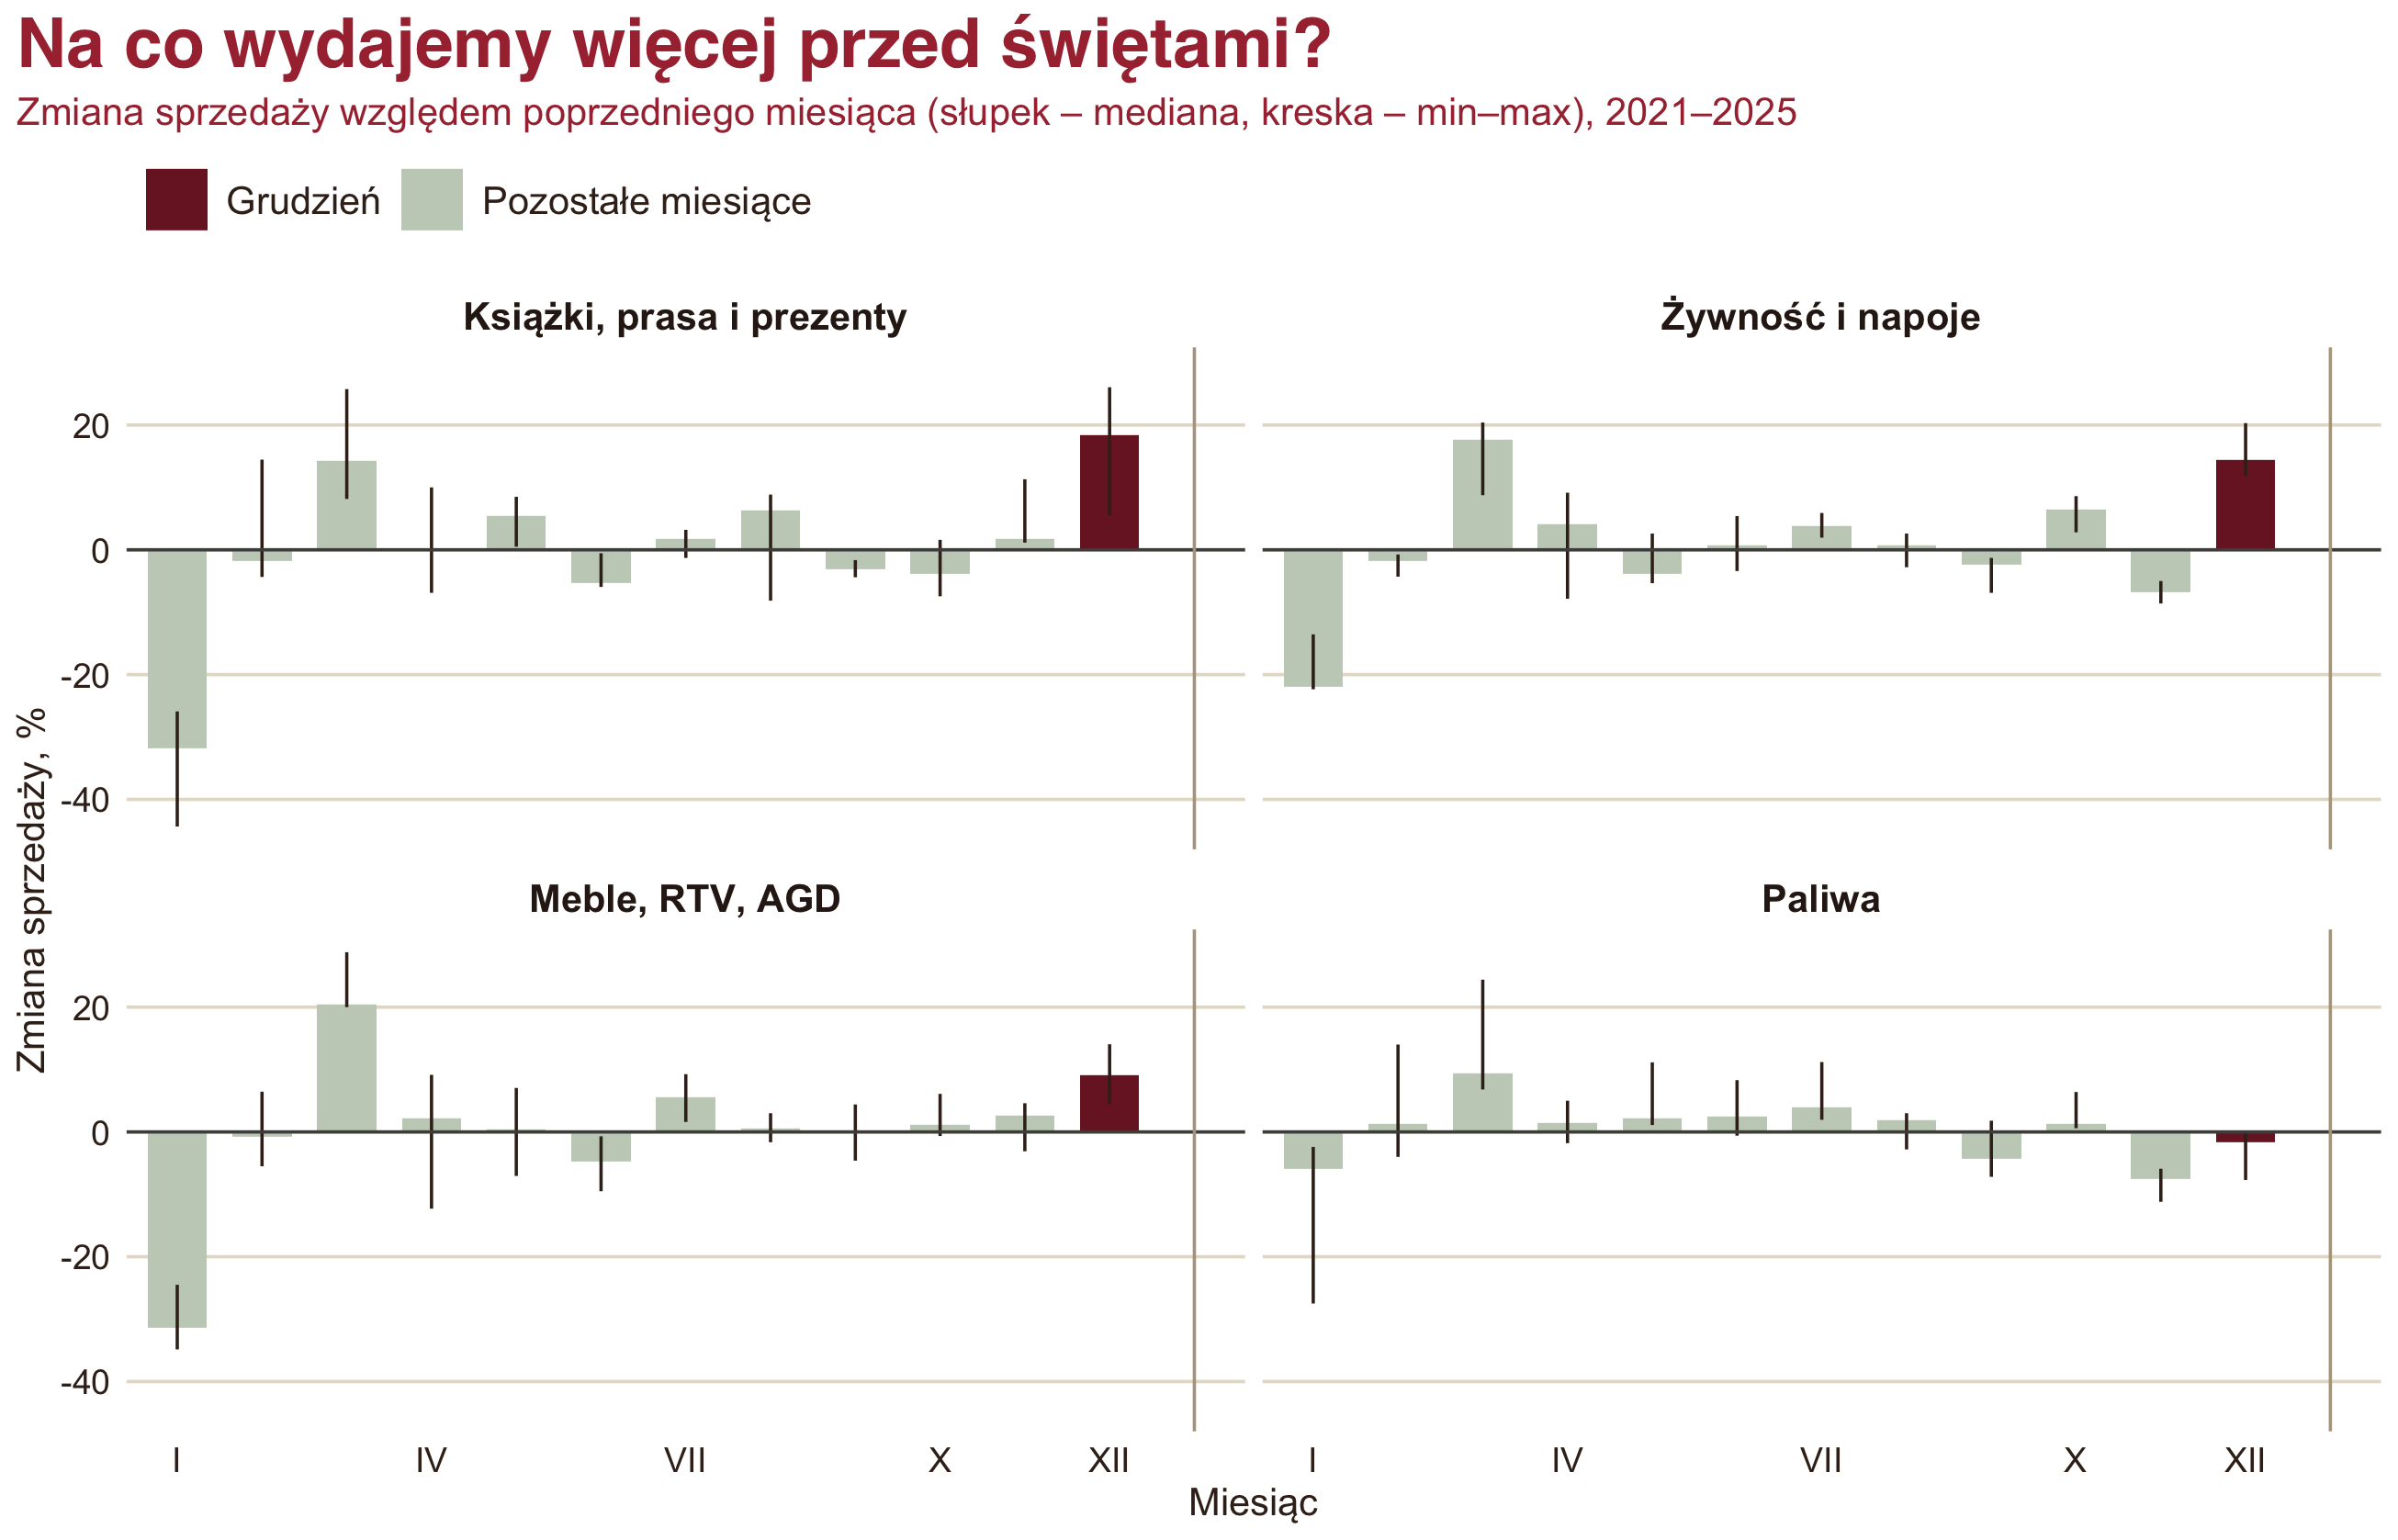 Na co wydajemy więcej przed świętami?
Zmiana sprzedaży względem poprzedniego miesiąca (słupek – mediana, kreska – min–max), 2021–2025
Grudzień Pozostałe miesiące
Książki, prasa i prezenty
Żywność i napoje
20
0
-20
-40
Zmiana sprzedaży, %
Meble, RTV, AGD
Paliwa
20
0
-20
-40
I IV VII X XII I IV VII X XII
Miesiąc